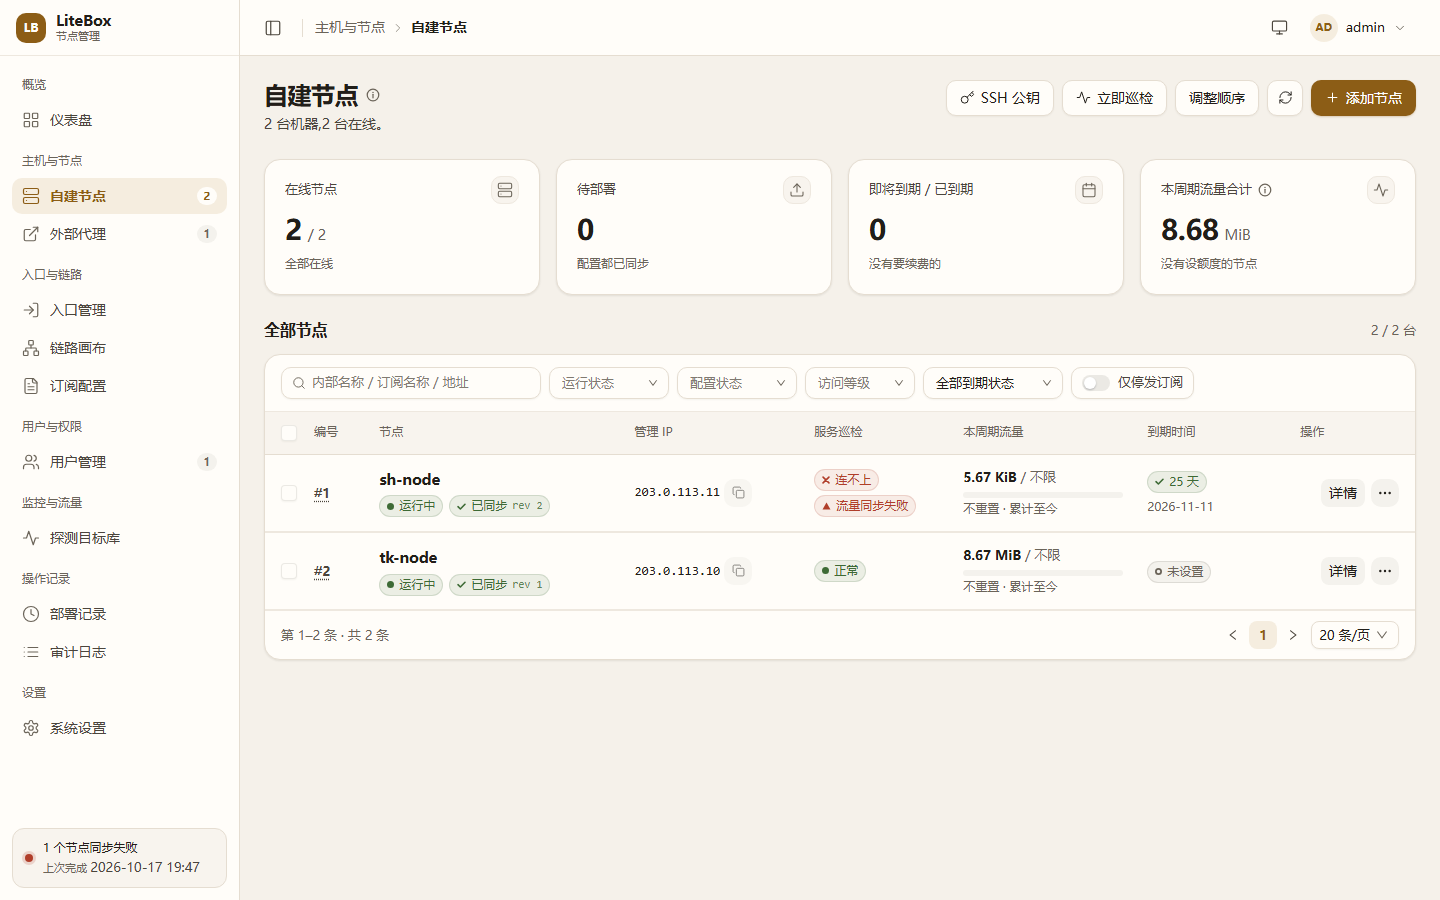 LB
LiteBox
节点管理
概览
仪表盘
主机与节点
自建节点 2
外部代理 1
入口与链路
入口管理
链路画布
订阅配置
用户与权限
用户管理 1
监控与流量
探测目标库
操作记录
部署记录
审计日志
设置
系统设置
1 个节点同步失败
上次完成 2026-10-17 19:47
主机与节点 自建节点
AD admin
自建节点
2 台机器,2 台在线。
SSH 公钥 立即巡检 调整顺序 添加节点
在线节点
2 / 2
全部在线
待部署
0
配置都已同步
即将到期 / 已到期
0
没有要续费的
本周期流量合计
8.68 MiB
没有设额度的节点
全部节点 2 / 2 台
内部名称 / 订阅名称 / 地址 运行状态 配置状态 访问等级 全部到期状态 仅停发订阅
编号 节点 管理 IP 服务巡检 本周期流量 到期时间 操作
#1
sh-node
运行中 已同步 rev 2
203.0.113.11
连不上
流量同步失败
5.67 KiB / 不限
不重置 · 累计至今
25 天
2026-11-11
详情
#2
tk-node
运行中 已同步 rev 1
203.0.113.10
正常
8.67 MiB / 不限
不重置 · 累计至今
未设置
详情
第 1–2 条 · 共 2 条 1 20 条/页